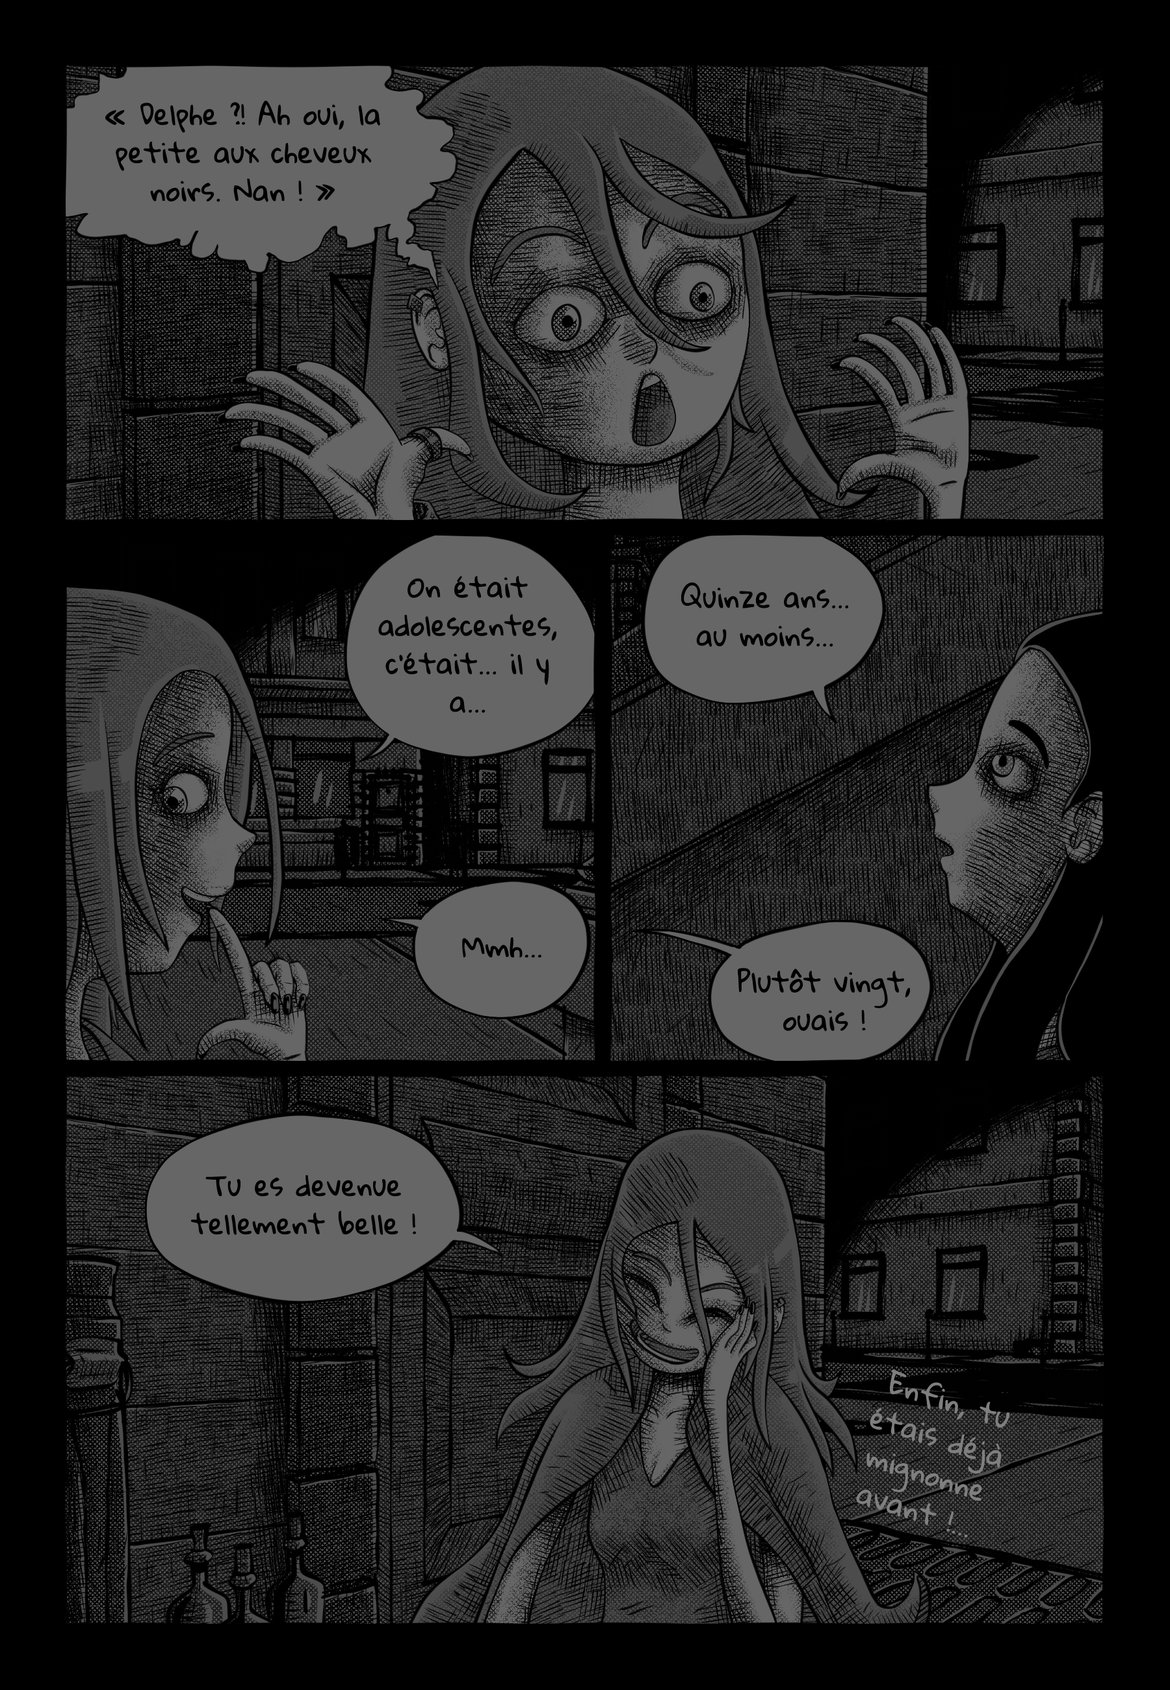 « Delphe ?! Ah oui, la
petite aux cheveux
noirs. Nan ! »
On était
adolescentes,
c'était... il y
a...
Mmh...
Quinze ans...
au moins...
Plutôt vingt,
ouais !
Tu es devenue
tellement belle !
Enfin, tu
étais déjà
mignonne
avant !...